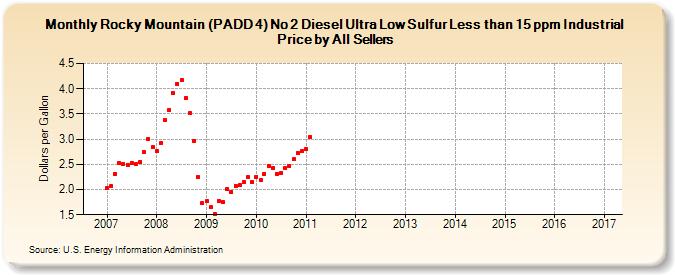 Monthly Rocky Mountain (PADD 4) No 2 Diesel Ultra Low Sulfur Less than 15 ppm Industrial
Price by All Sellers
Dollars per Gallon
4.5
4.0
3.5
3.0
2.5
2.0
1.5
2007 2008 2009 2010 2011 2012 2013 2014 2015 2016 2017
Source: U.S. Energy Information Administration